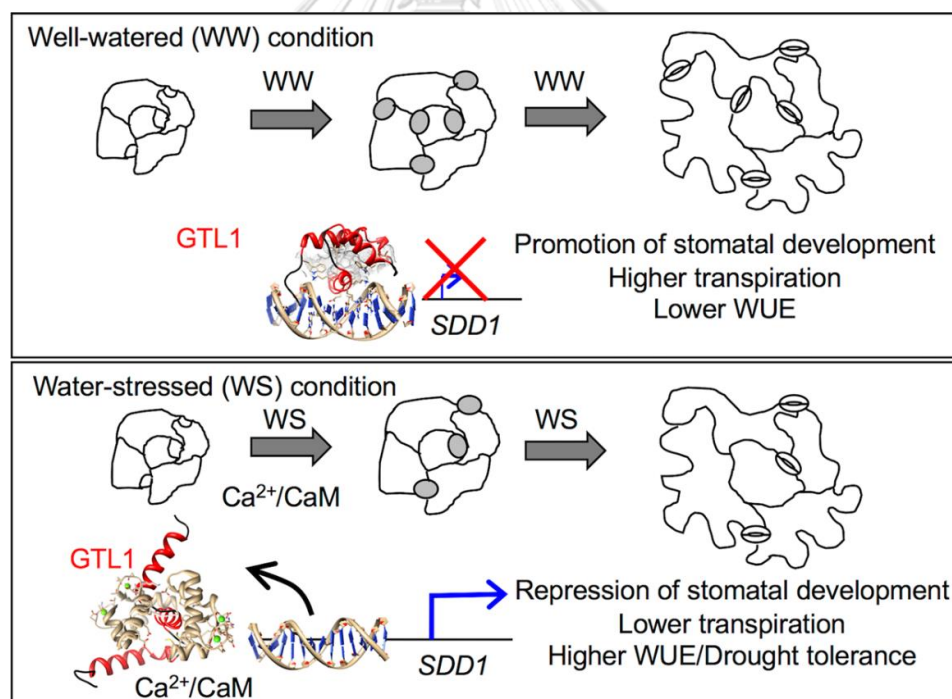 Well-watered (WW) condition
WW
WW
GTL1
SDD1
Promotion of stomatal development
Higher transpiration
Lower WUE
Water-stressed (WS) condition
WS
WS
Ca²⁺/CaM
GTL1
Ca²⁺/CaM
SDD1
Repression of stomatal development
Lower transpiration
Higher WUE/Drought tolerance